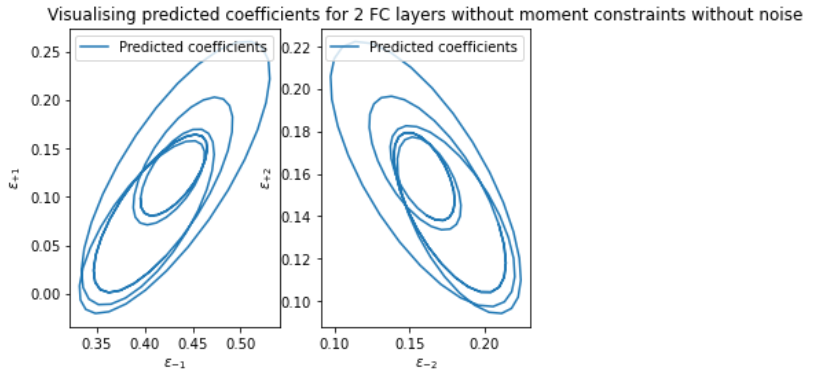 Visualising predicted coefficients for 2 FC layers without moment constraints without noise
Predicted coefficients
0.25
0.20
0.15
0.10
0.05
0.00
ε+1
0.35 0.40 0.45 0.50
ε−1
Predicted coefficients
0.22
0.20
0.18
0.16
0.14
0.12
0.10
ε+2
0.10 0.15 0.20
ε−2